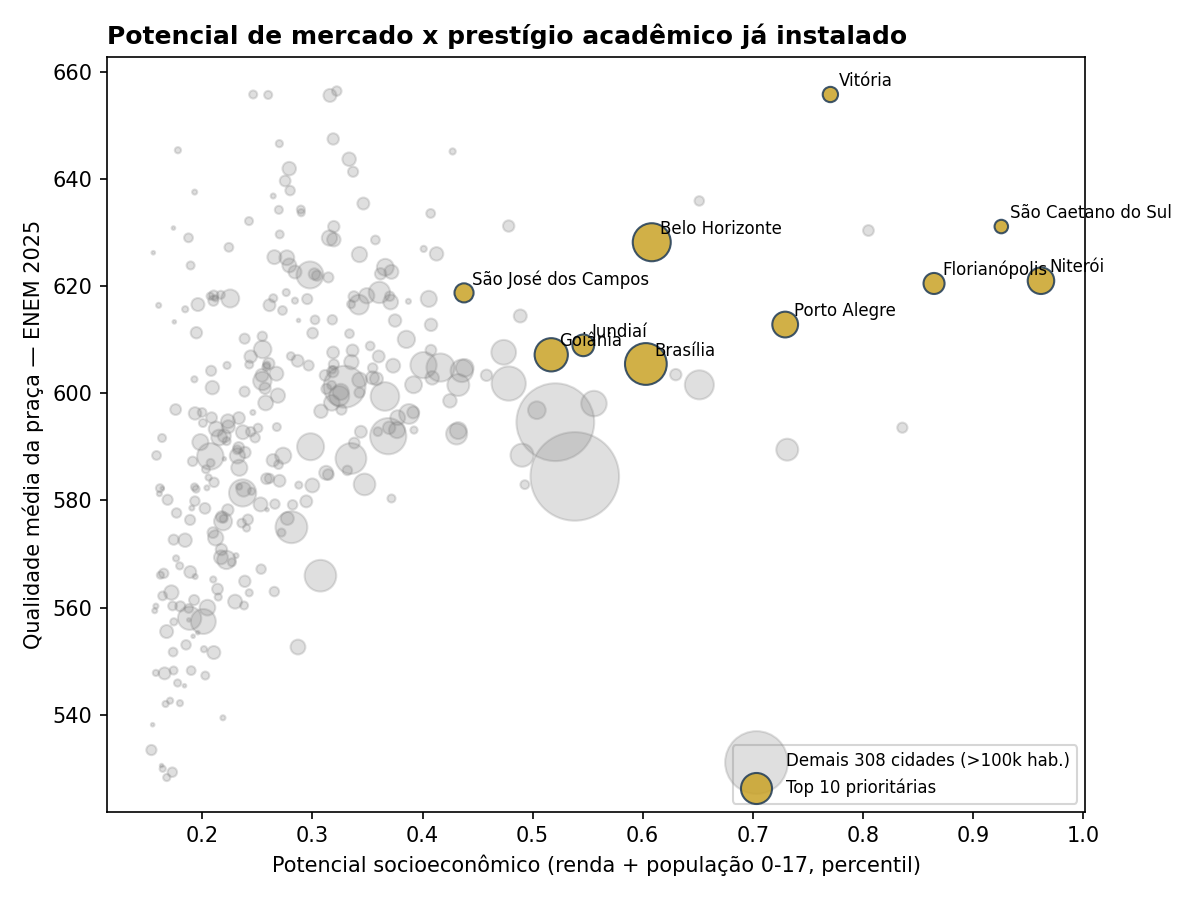 Potencial de mercado x prestígio acadêmico já instalado
660
640
620
600
580
560
540
Qualidade média da praça — ENEM 2025
Vitória
São Caetano do Sul
Belo Horizonte
Florianópolis
Niterói
São José dos Campos
Porto Alegre
Jundiaí
Goiânia
Brasília
Demais 308 cidades (>100k hab.)
Top 10 prioritárias
0.2 0.3 0.4 0.5 0.6 0.7 0.8 0.9 1.0
Potencial socioeconômico (renda + população 0-17, percentil)